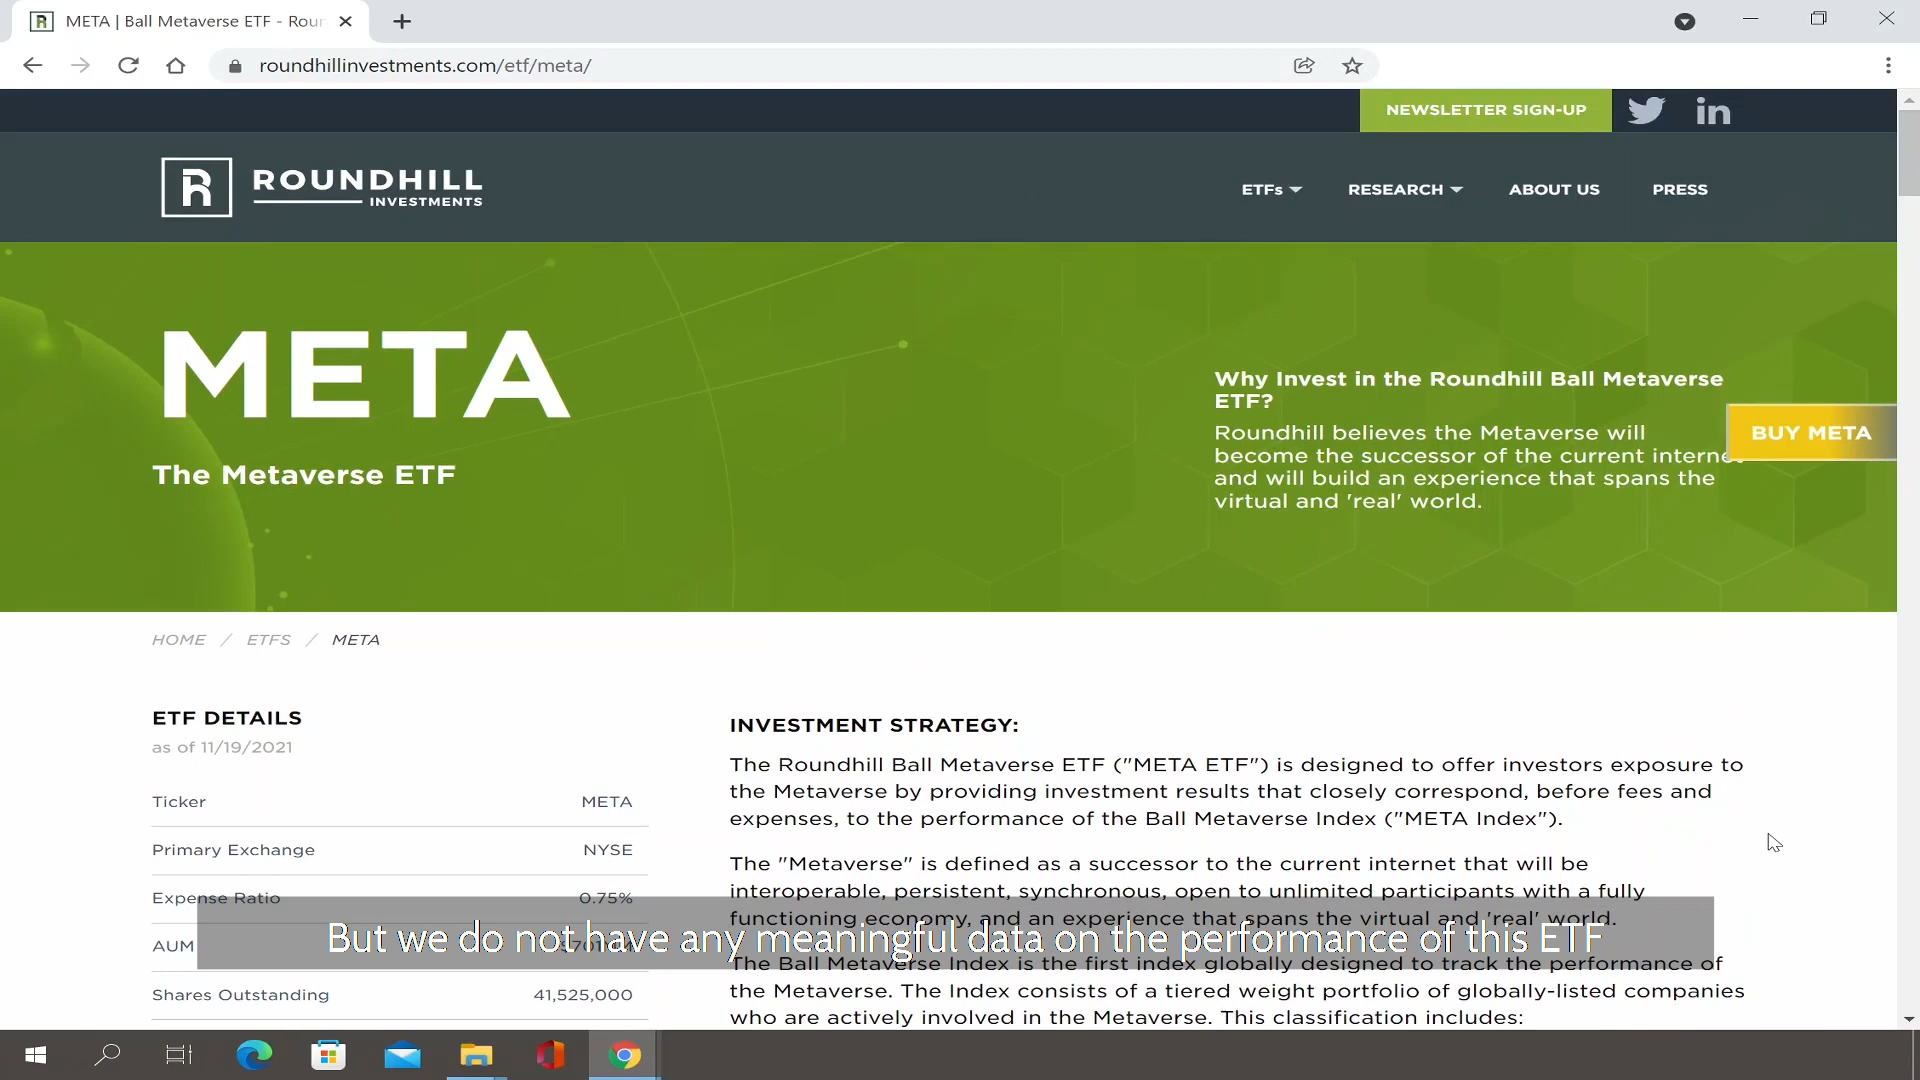 META | Ball Metaverse ETF - Roun
roundhillinvestments.com/etf/meta/
NEWSLETTER SIGN-UP
in
R
ROUNDHILL
INVESTMENTS
ETFs
RESEARCH
ABOUT US
PRESS
META
The Metaverse ETF
Why Invest in the Roundhill Ball Metaverse
ETF?
Roundhill believes the Metaverse will
become the successor of the current internet
and will build an experience that spans the
virtual and 'real' world.
BUY META
HOME / ETFS / META
ETF DETAILS
as of 11/19/2021
Ticker META
Primary Exchange NYSE
Expense Ratio 0.75%
AUM
Shares Outstanding 41,525,000
INVESTMENT STRATEGY:
The Roundhill Ball Metaverse ETF ("META ETF") is designed to offer investors exposure to
the Metaverse by providing investment results that closely correspond, before fees and
expenses, to the performance of the Ball Metaverse Index ("META Index").
The "Metaverse" is defined as a successor to the current internet that will be
interoperable, persistent, synchronous, open to unlimited participants with a fully
functioning economy, and an experience that spans the virtual and 'real' world.
The Ball Metaverse Index is the first index globally designed to track the performance of
the Metaverse. The Index consists of a tiered weight portfolio of globally-listed companies
who are actively involved in the Metaverse. This classification includes:
But we do not have any meaningful data on the performance of this ETF